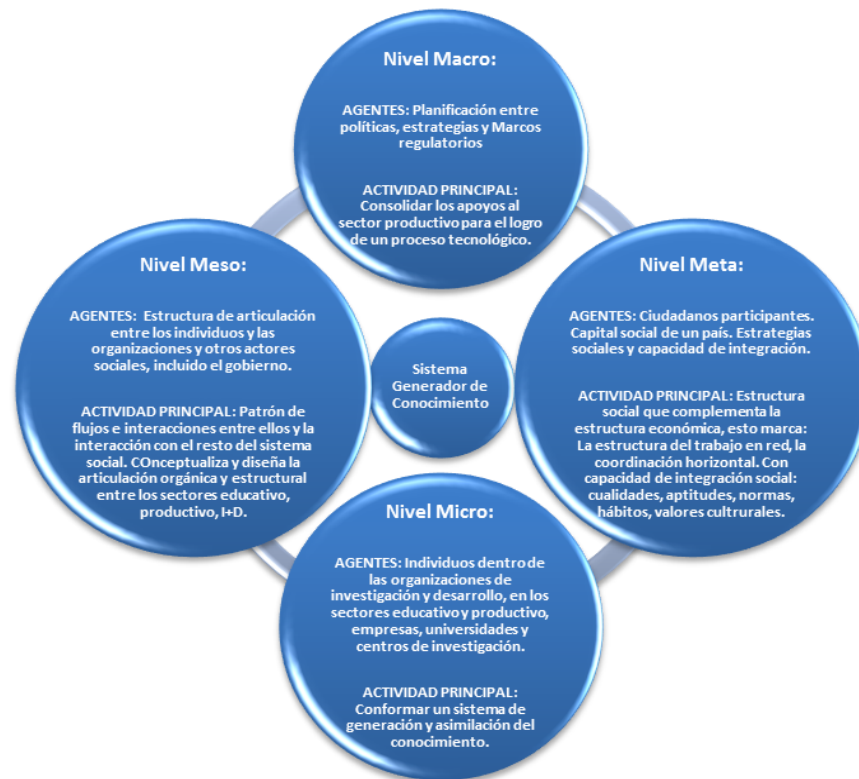 Nivel Macro:
AGENTES: Planificación entre
políticas, estrategias y Marcos
regulatorios
ACTIVIDAD PRINCIPAL:
Consolidar los apoyos al
sector productivo para el logro
de un proceso tecnológico.
Nivel Meso:
AGENTES: Estructura de articulación
entre los individuos y las
organizaciones y otros actores
sociales, incluido el gobierno.
ACTIVIDAD PRINCIPAL: Patrón de
flujos e interacciones entre ellos y la
interacción con el resto del sistema
social. COnceptualiza y diseña la
articulación orgánica y estructural
entre los sectores educativo,
productivo, I+D.
Sistema
Generador de
Conocimiento
Nivel Meta:
AGENTES: Ciudadanos participantes.
Capital social de un país. Estrategias
sociales y capacidad de integración.
ACTIVIDAD PRINCIPAL: Estructura
social que complementa la
estructura económica, esto marca:
La estructura del trabajo en red, la
coordinación horizontal. Con
capacidad de integración social:
cualidades, aptitudes, normas,
hábitos, valores cultrurales.
Nivel Micro:
AGENTES: Individuos dentro de
las organizaciones de
investigación y desarrollo, en los
sectores educativo y productivo,
empresas, universidades y
centros de investigación.
ACTIVIDAD PRINCIPAL:
Conformar un sistema de
generación y asimilación del
conocimiento.